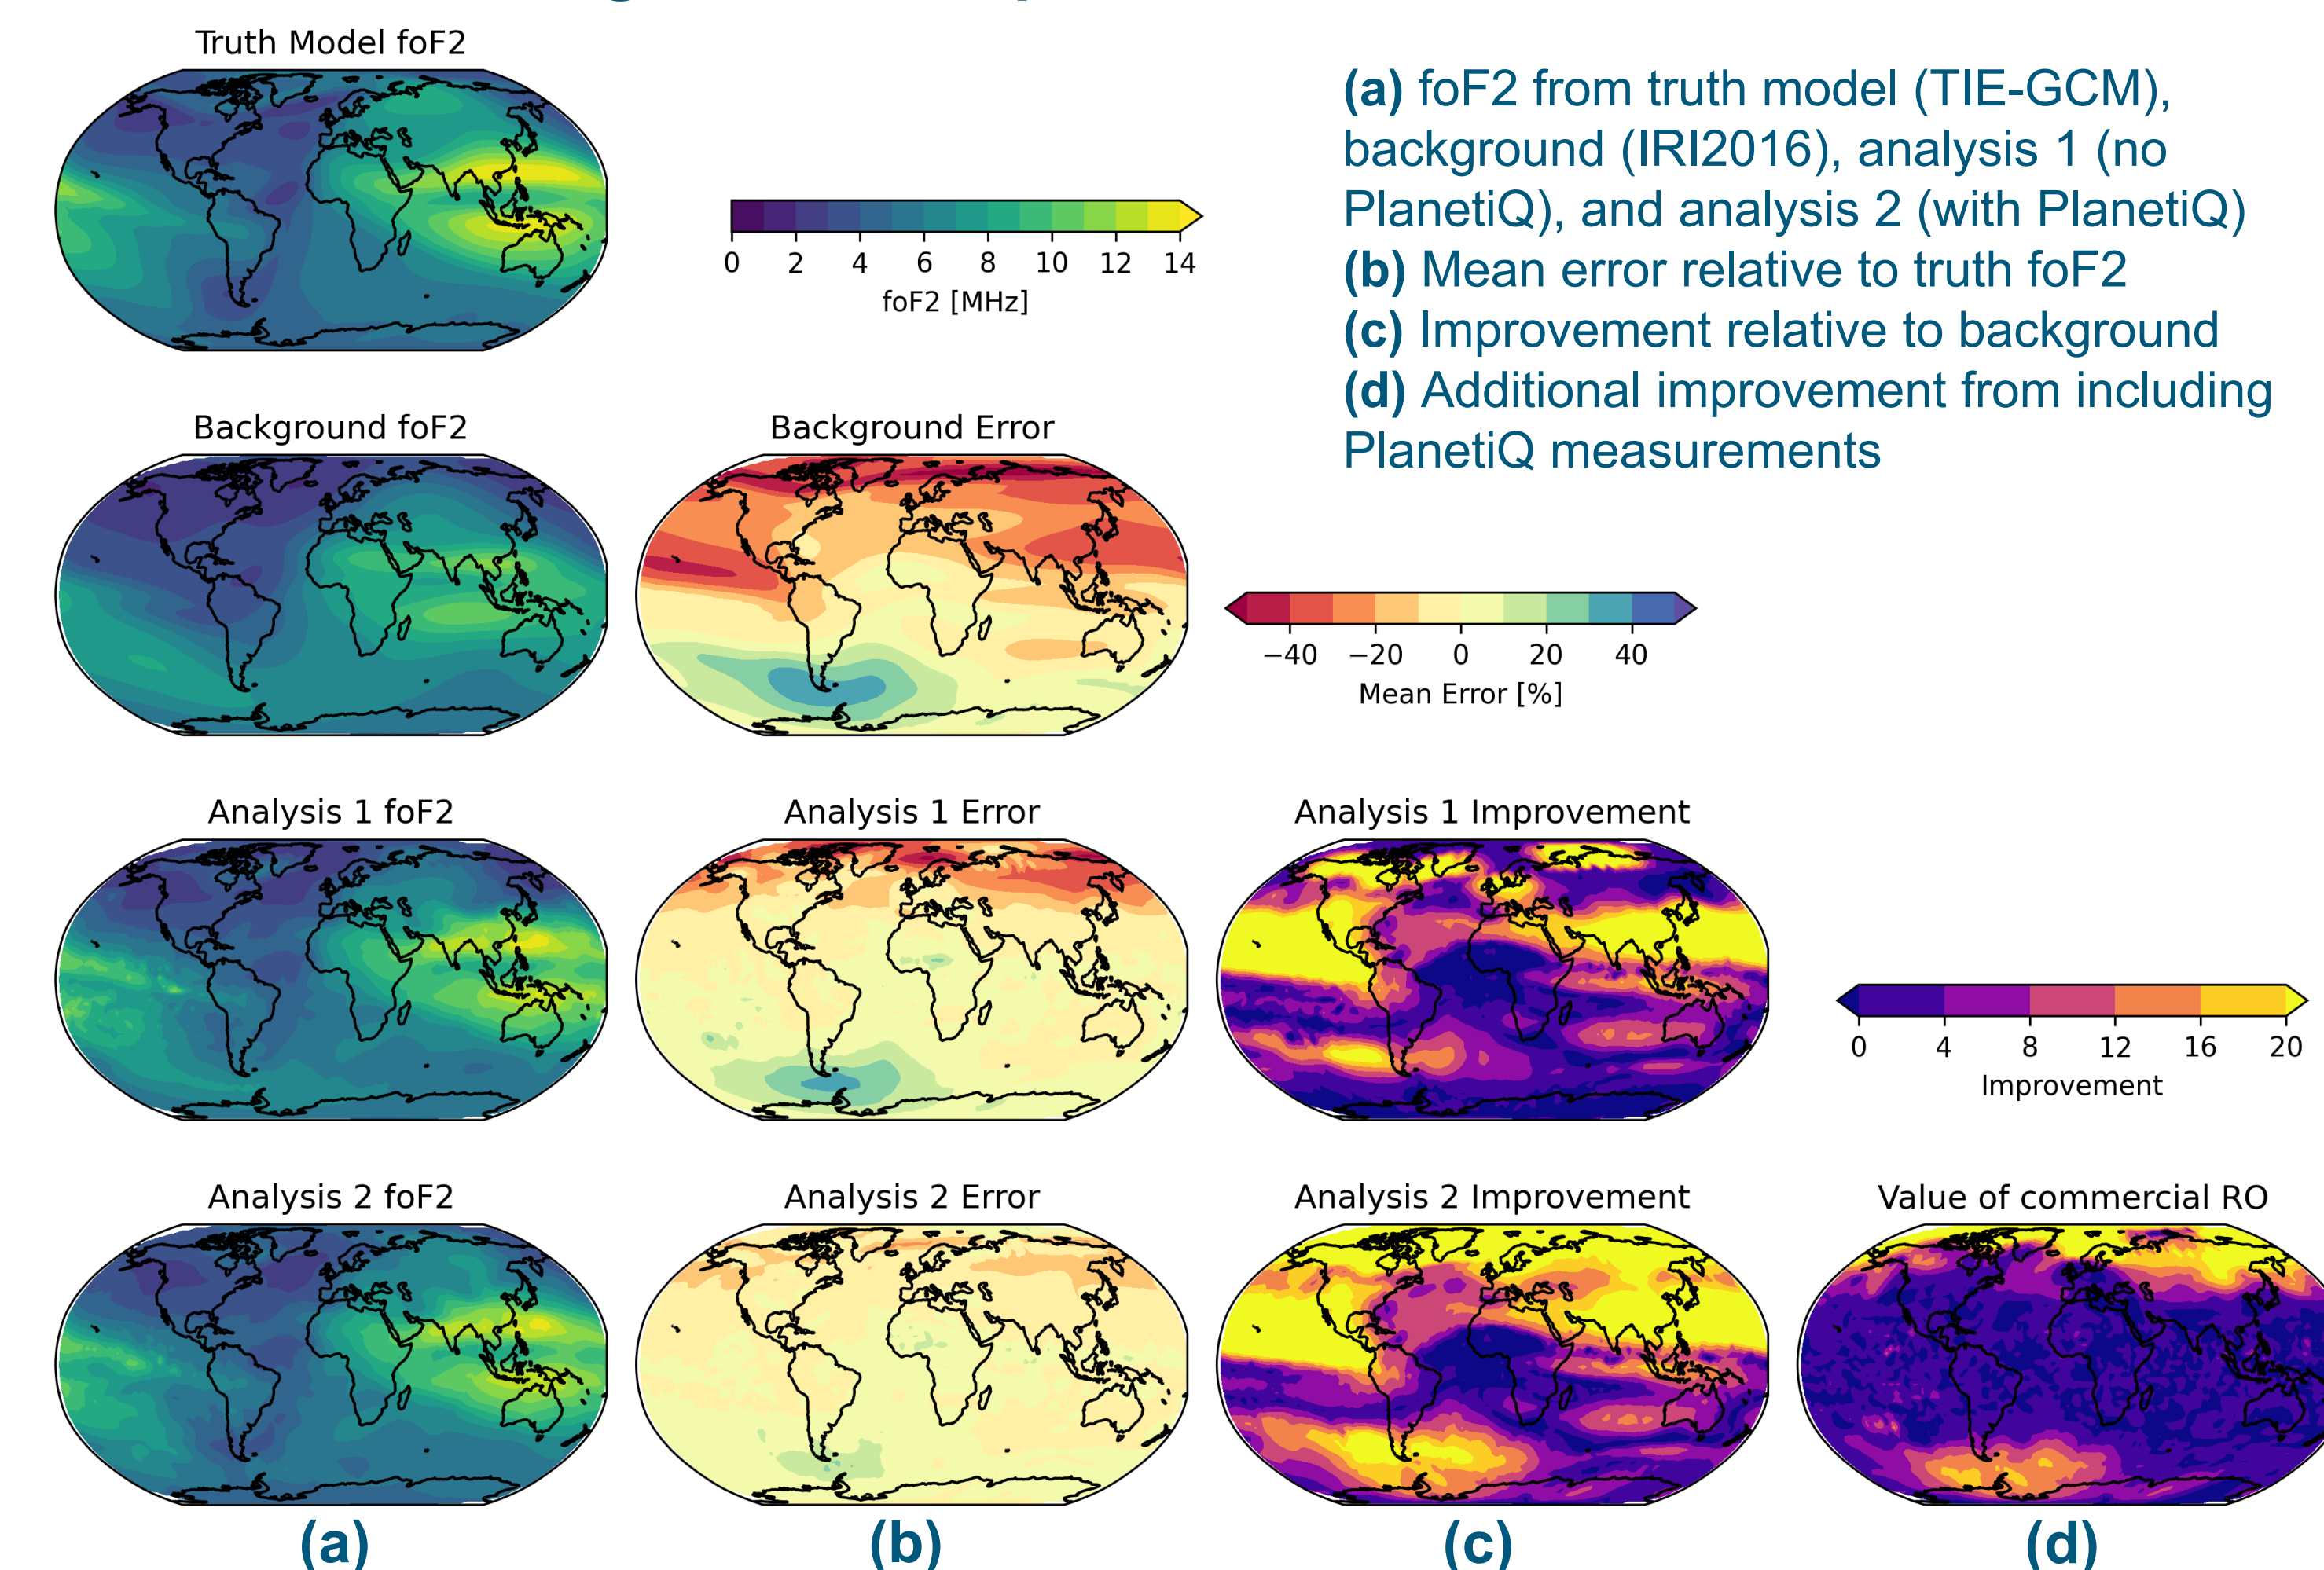 Truth Model foF2
0 2 4 6 8 10 12 14
foF2 [MHz]
(a) foF2 from truth model (TIE-GCM),
background (IRI2016), analysis 1 (no
PlanetiQ), and analysis 2 (with PlanetiQ)
(b) Mean error relative to truth foF2
(c) Improvement relative to background
(d) Additional improvement from including
PlanetiQ measurements
Background foF2
Background Error
−40 −20 0 20 40
Mean Error [%]
Analysis 1 foF2
Analysis 1 Error
Analysis 1 Improvement
0 4 8 12 16 20
Improvement
Analysis 2 foF2
Analysis 2 Error
Analysis 2 Improvement
Value of commercial RO
(a)
(b)
(c)
(d)